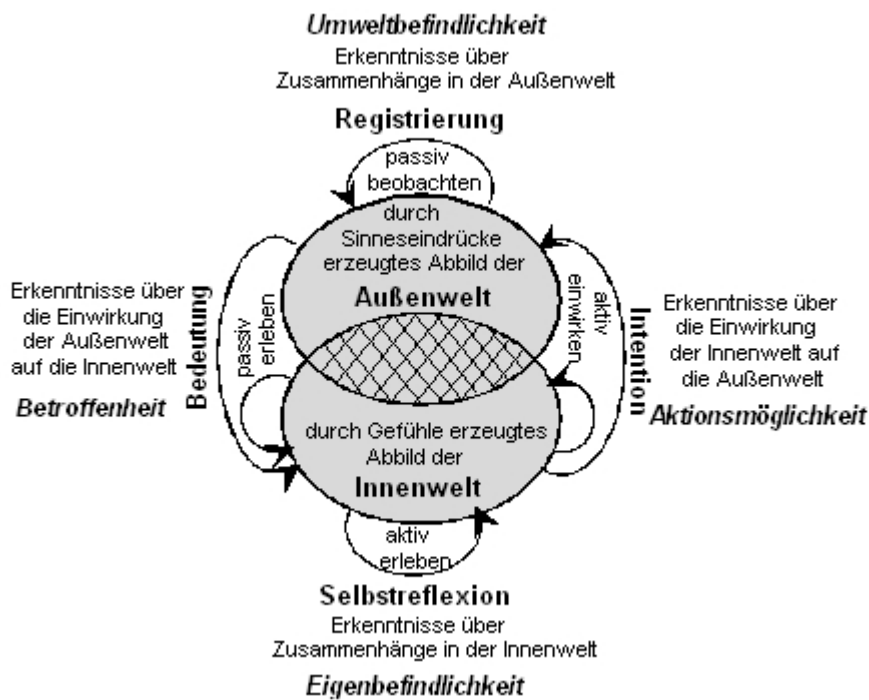 Umweltbefindlichkeit
Erkenntnisse über
Zusammenhänge in der Außenwelt
Registrierung
passiv
beobachten
durch
Sinneseindrücke
erzeugtes Abbild der
Außenwelt
Erkenntnisse über
die Einwirkung
der Außenwelt
auf die Innenwelt
Betroffenheit
Bedeutung
passiv
erleben
aktiv
einwirken
Intention
Erkenntnisse über
die Einwirkung
der Innenwelt auf
die Außenwelt
Aktionsmöglichkeit
durch Gefühle erzeugtes
Abbild der
Innenwelt
aktiv
erleben
Selbstreflexion
Erkenntnisse über
Zusammenhänge in der Innenwelt
Eigenbefindlichkeit